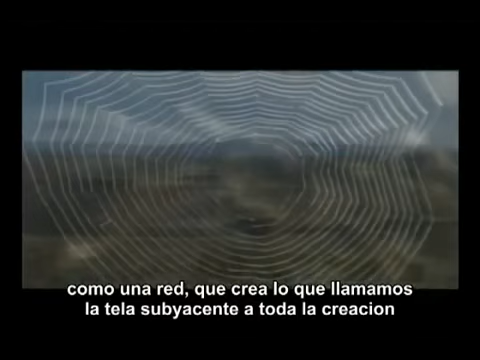 como una red, que crea lo que llamamos
la tela subyacente a toda la creacion